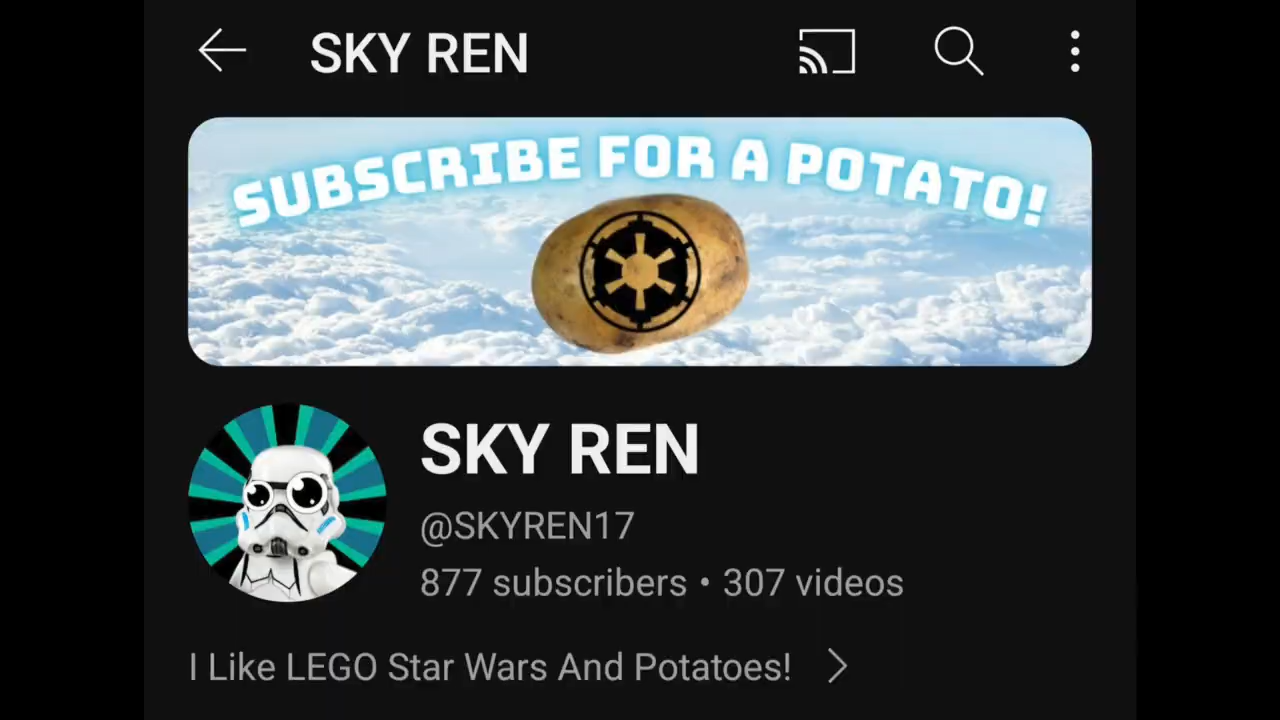 SKY REN
SUBSCRIBE FOR A POTATO!
SKY REN
@SKYREN17
877 subscribers • 307 videos
I Like LEGO Star Wars And Potatoes!